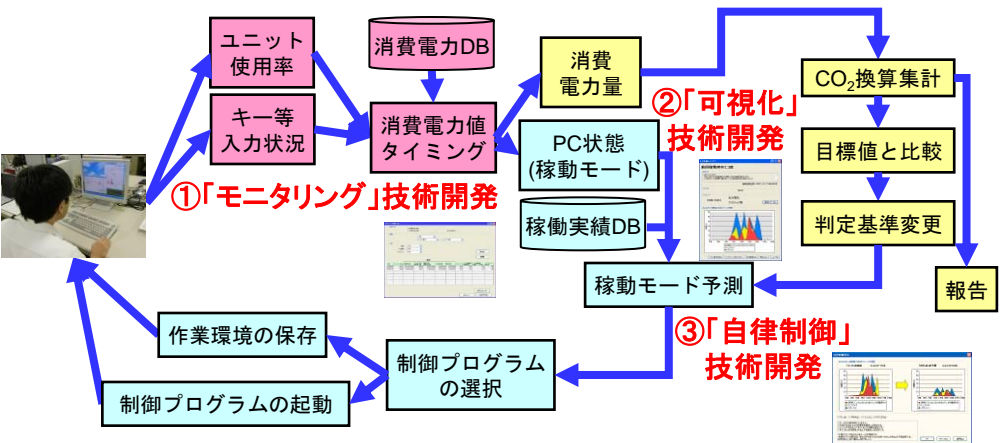 ユニット
使用率
キー等
入力状況
消費電力DB
消費電力値
タイミング
①「モニタリング」技術開発
消費
電力量
PC状態
(稼動モード)
稼働実績DB
②「可視化」
技術開発
CO₂換算集計
目標値と比較
判定基準変更
報告
稼動モード予測
③「自律制御」
技術開発
制御プログラム
の選択
作業環境の保存
制御プログラムの起動